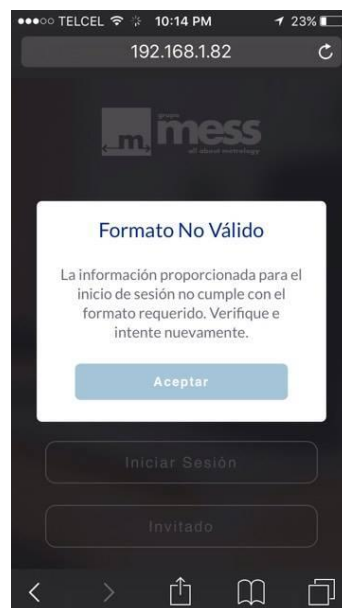 TELCEL 10:14 PM 23%
192.168.1.82
grupo
m mess
all about metrology
Formato No Válido
La información proporcionada para el
inicio de sesión no cumple con el
formato requerido. Verifique e
intente nuevamente.
Aceptar
Iniciar Sesión
Invitado